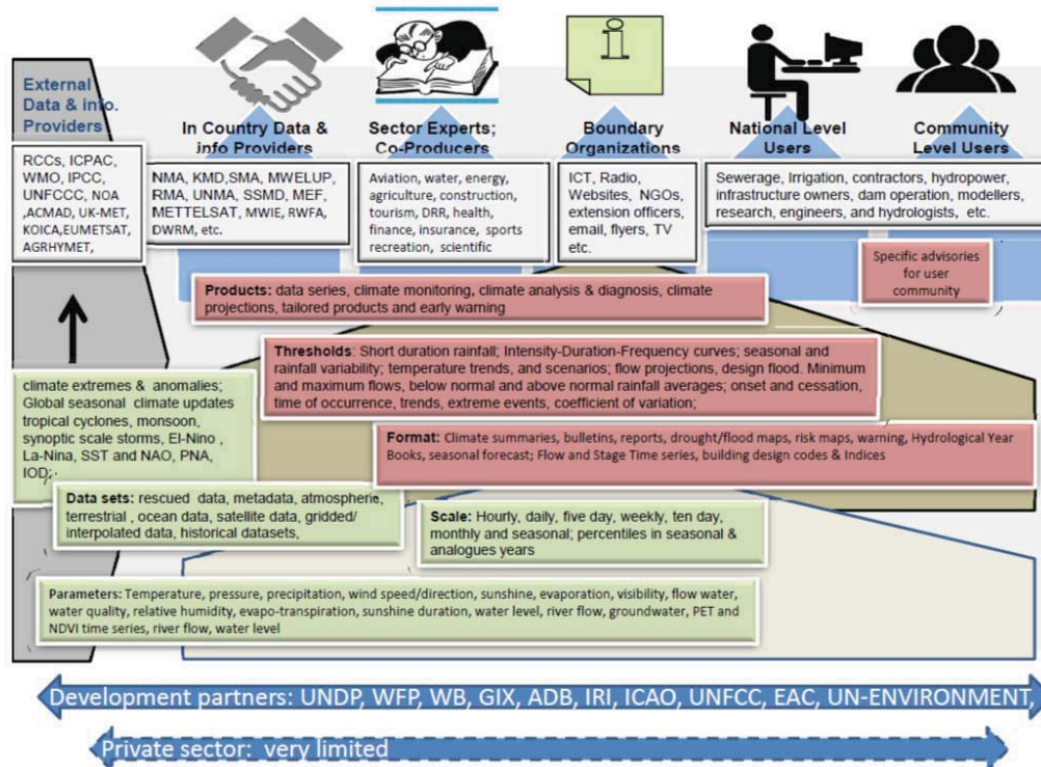 External
Data & info.
Providers
In Country Data &
info Providers
Sector Experts;
Co-Producers
Boundary
Organizations
National Level
Users
Community
Level Users
RCCs, ICPAC,
WMO, IPCC,
UNFCCC, NOA
,ACMAD, UK-MET,
KOICA,EUMETSAT,
AGRHYMET,
NMA, KMD,SMA, MWELUP,
RMA, UNMA, SSMD, MEF,
METTELSAT, MWIE, RWFA,
DWRM, etc.
Aviation, water, energy,
agriculture, construction,
tourism, DRR, health,
finance, insurance, sports
recreation, scientific
ICT, Radio,
Websites, NGOs,
extension officers,
email, flyers, TV
etc.
Sewerage, Irrigation, contractors, hydropower,
infrastructure owners, dam operation, modellers,
research, engineers, and hydrologists, etc.
Specific advisories
for user
community
Products: data series, climate monitoring, climate analysis & diagnosis, climate
projections, tailored products and early warning
Thresholds: Short duration rainfall; Intensity-Duration-Frequency curves; seasonal and
rainfall variability; temperature trends, and scenarios; flow projections, design flood. Minimum
and maximum flows, below normal and above normal rainfall averages; onset and cessation,
time of occurrence, trends, extreme events, coefficient of variation;
climate extremes & anomalies;
Global seasonal climate updates
tropical cyclones, monsoon,
synoptic scale storms, El-Nino ,
La-Nina, SST and NAO, PNA,
IOD;
Format: Climate summaries, bulletins, reports, drought/flood maps, risk maps, warning, Hydrological Year
Books, seasonal forecast; Flow and Stage Time series, building design codes & Indices
Data sets: rescued data, metadata, atmospheric,
terrestrial , ocean data, satellite data, gridded/
interpolated data, historical datasets,
Scale: Hourly, daily, five day, weekly, ten day,
monthly and seasonal; percentiles in seasonal &
analogues years
Parameters: Temperature, pressure, precipitation, wind speed/direction, sunshine, evaporation, visibility, flow water,
water quality, relative humidity, evapo-transpiration, sunshine duration, water level, river flow, groundwater, PET and
NDVI time series, river flow, water level
Development partners: UNDP, WFP, WB, GIX, ADB, IRI, ICAO, UNFCC, EAC, UN-ENVIRONMENT,
Private sector: very limited